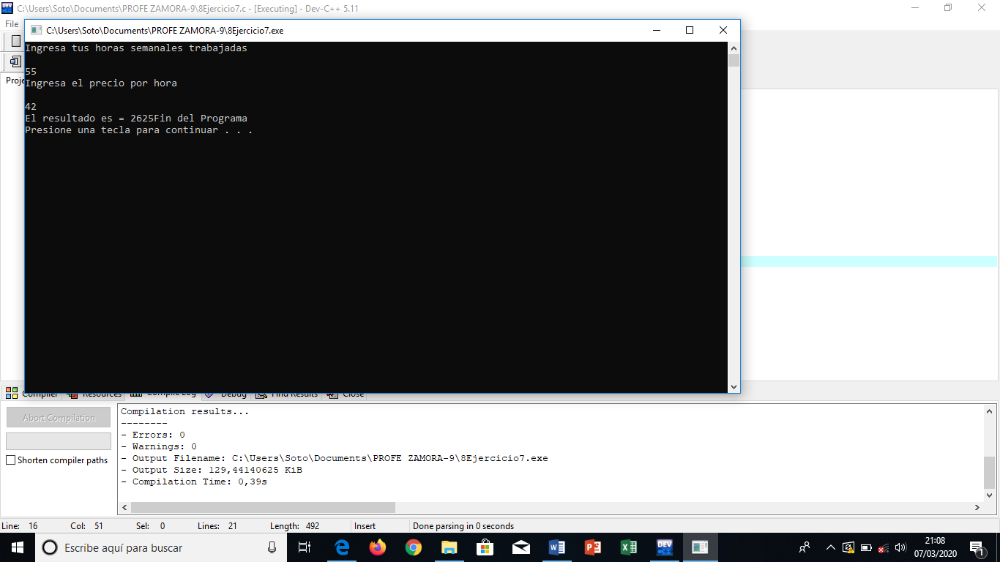 C:\Users\Soto\Documents\PROFE ZAMORA-9\8Ejercicio7.c - [Executing] - Dev-C++ 5.11
File
C:\Users\Soto\Documents\PROFE ZAMORA-9\8Ejercicio7.exe
Ingresa tus horas semanales trabajadas
55
Ingresa el precio por hora
42
El resultado es = 2625Fin del Programa
Presione una tecla para continuar . . .
Proje
Compiler Resources Compile Log Debug Find Results Close
Abort Compilation
Shorten compiler paths
Compilation results...
--------
- Errors: 0
- Warnings: 0
- Output Filename: C:\Users\Soto\Documents\PROFE ZAMORA-9\8Ejercicio7.exe
- Output Size: 129,44140625 KiB
- Compilation Time: 0,39s
Line: 16 Col: 51 Sel: 0 Lines: 21 Length: 492 Insert Done parsing in 0 seconds
Escribe aquí para buscar
DEV
21:08
07/03/2020
1